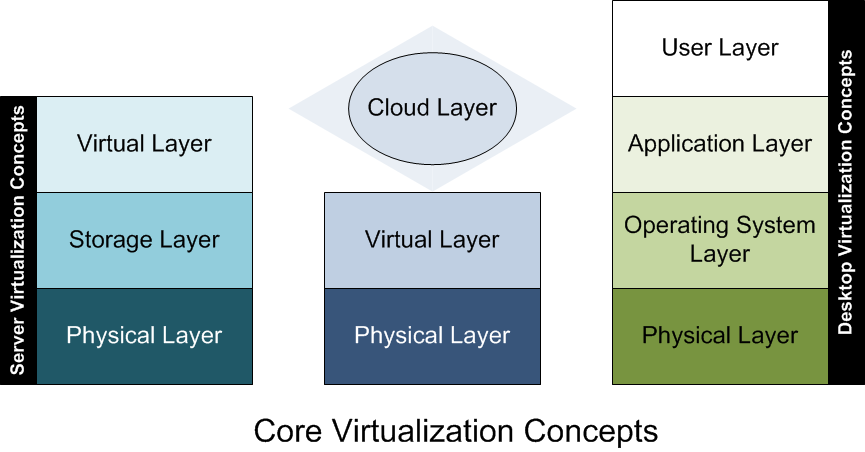 Server Virtualization Concepts
Virtual Layer
Storage Layer
Physical Layer
Cloud Layer
Virtual Layer
Physical Layer
User Layer
Application Layer
Operating System
Layer
Physical Layer
Desktop Virtualization Concepts
Core Virtualization Concepts